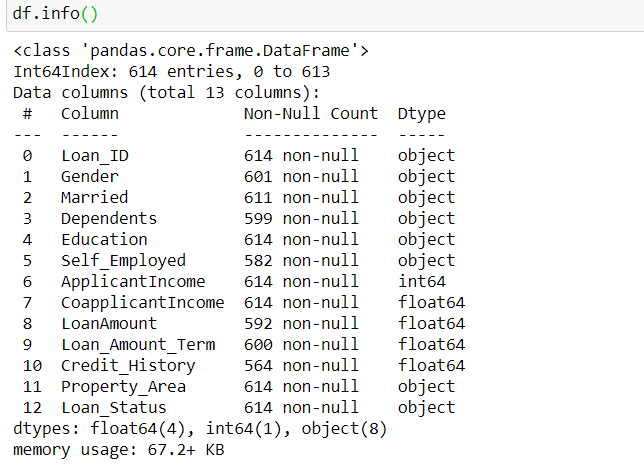 df.info()
<class 'pandas.core.frame.DataFrame'>
Int64Index: 614 entries, 0 to 613
Data columns (total 13 columns):
 #   Column             Non-Null Count  Dtype
---  ------             --------------  -----
 0   Loan_ID            614 non-null    object
 1   Gender             601 non-null    object
 2   Married            611 non-null    object
 3   Dependents         599 non-null    object
 4   Education          614 non-null    object
 5   Self_Employed      582 non-null    object
 6   ApplicantIncome    614 non-null    int64
 7   CoapplicantIncome  614 non-null    float64
 8   LoanAmount         592 non-null    float64
 9   Loan_Amount_Term   600 non-null    float64
 10  Credit_History     564 non-null    float64
 11  Property_Area      614 non-null    object
 12  Loan_Status        614 non-null    object
dtypes: float64(4), int64(1), object(8)
memory usage: 67.2+ KB